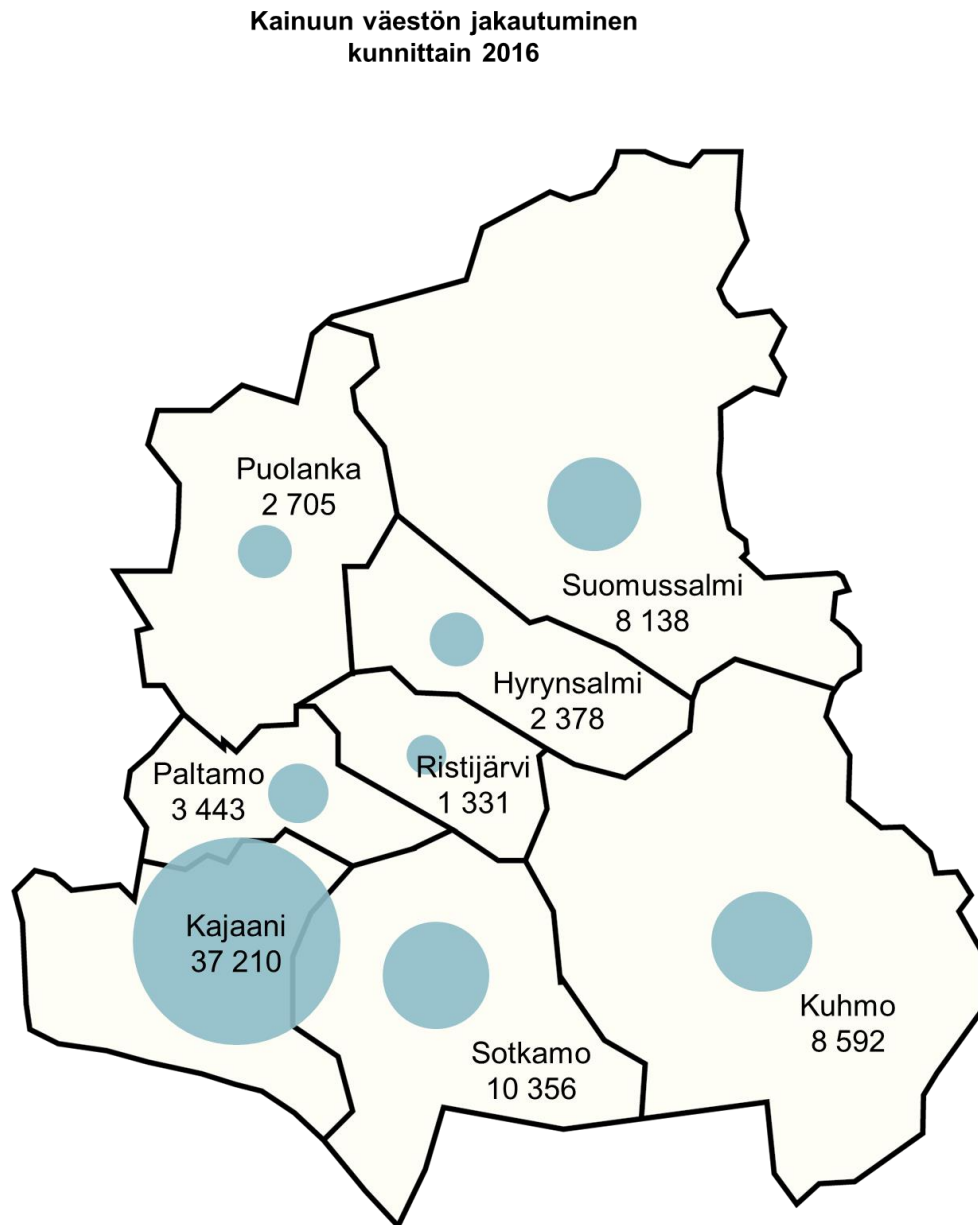 Kainuun väestön jakautuminen
kunnittain 2016
Puolanka
2 705
Suomussalmi
8 138
Hyrynsalmi
2 378
Ristijärvi
1 331
Paltamo
3 443
Kajaani
37 210
Kuhmo
8 592
Sotkamo
10 356